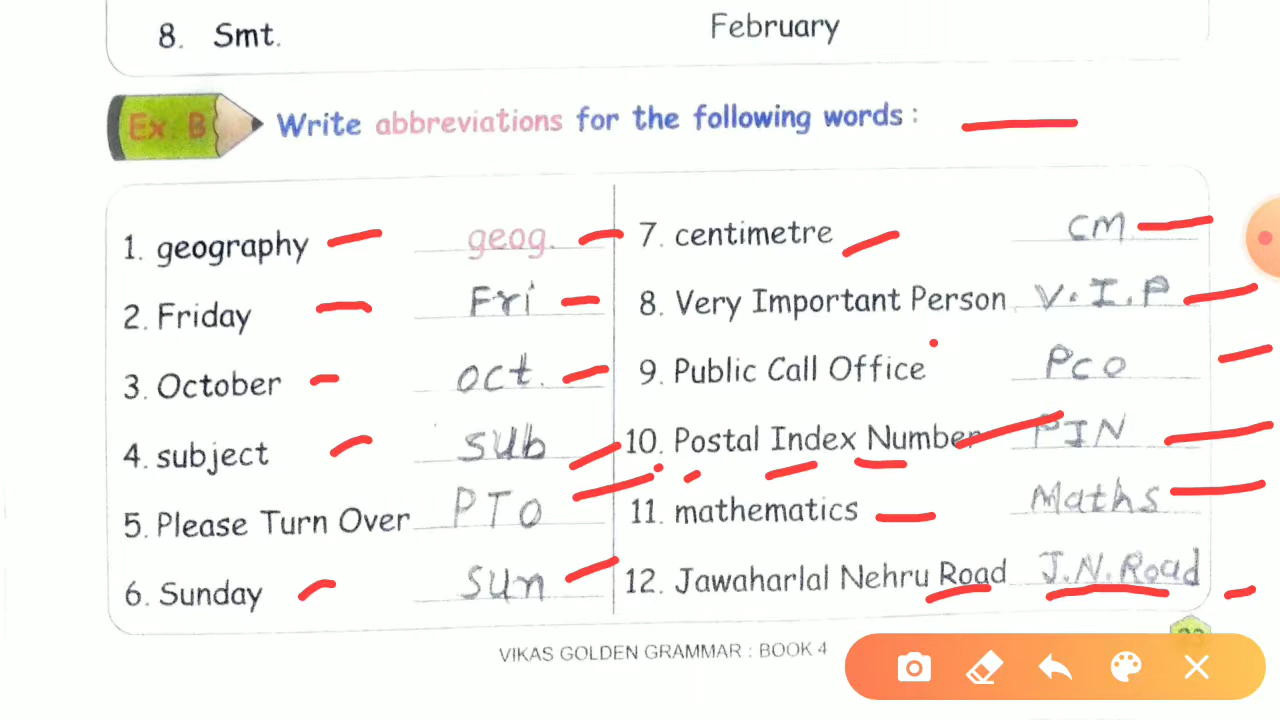 8. Smt.
February
Ex. B
Write abbreviations for the following words :
1. geography geog.
2. Friday Fri
3. October oct.
4. subject sub
5. Please Turn Over PTO
6. Sunday sun
7. centimetre cm
8. Very Important Person V.I.P
9. Public Call Office PCO
10. Postal Index Number PIN
11. mathematics Maths
12. Jawaharlal Nehru Road J.N.Road
VIKAS GOLDEN GRAMMAR : BOOK 4